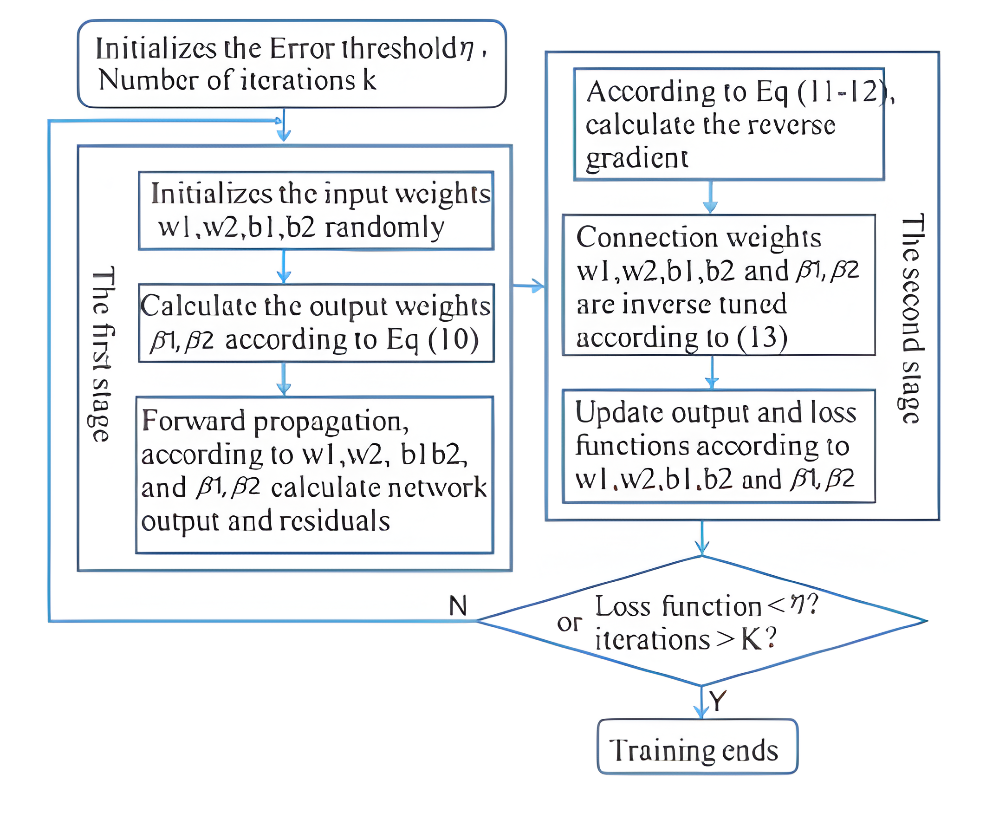 Initializes the Error threshold η ,
Number of iterations k
The first stage
Initializes the input weights
w1,w2,b1,b2 randomly
Calculate the output weights
β1,β2 according to Eq (10)
Forward propagation,
according to w1,w2, b1b2,
and β1,β2 calculate network
output and residuals
The second stage
According to Eq (11-12),
calculate the reverse
gradient
Connection weights
w1,w2,b1,b2 and β1,β2
are inverse tuned
according to (13)
Update output and loss
functions according to
w1,w2,b1,b2 and β1,β2
N
Loss function < η?
or iterations > K?
Y
Training ends